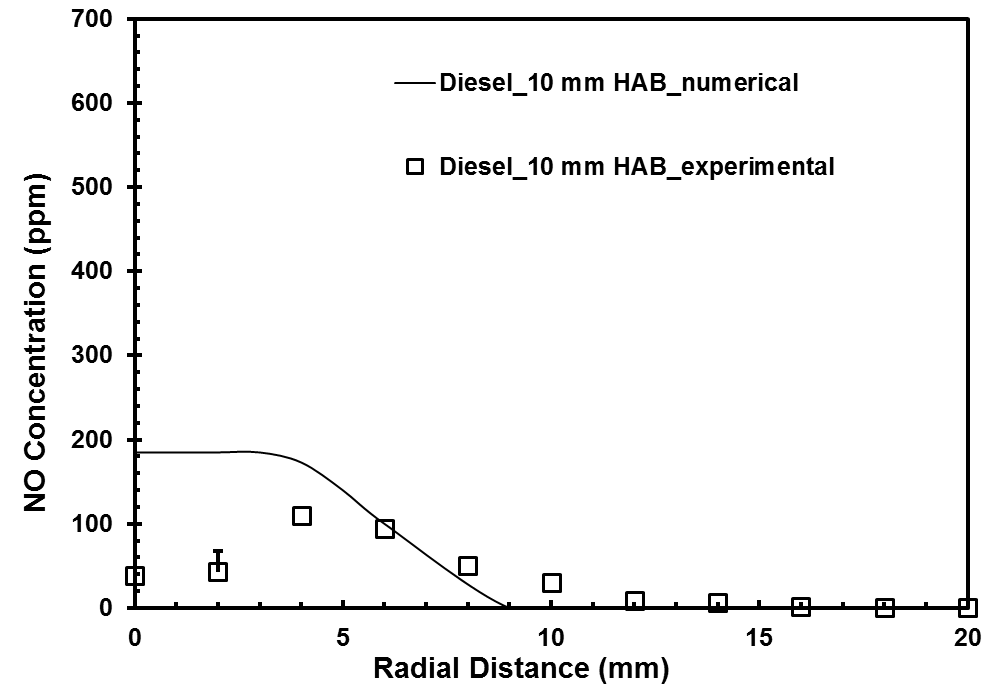 700
600
500
400
300
200
100
0
NO Concentration (ppm)
Diesel_10 mm HAB_numerical
Diesel_10 mm HAB_experimental
0 5 10 15 20
Radial Distance (mm)